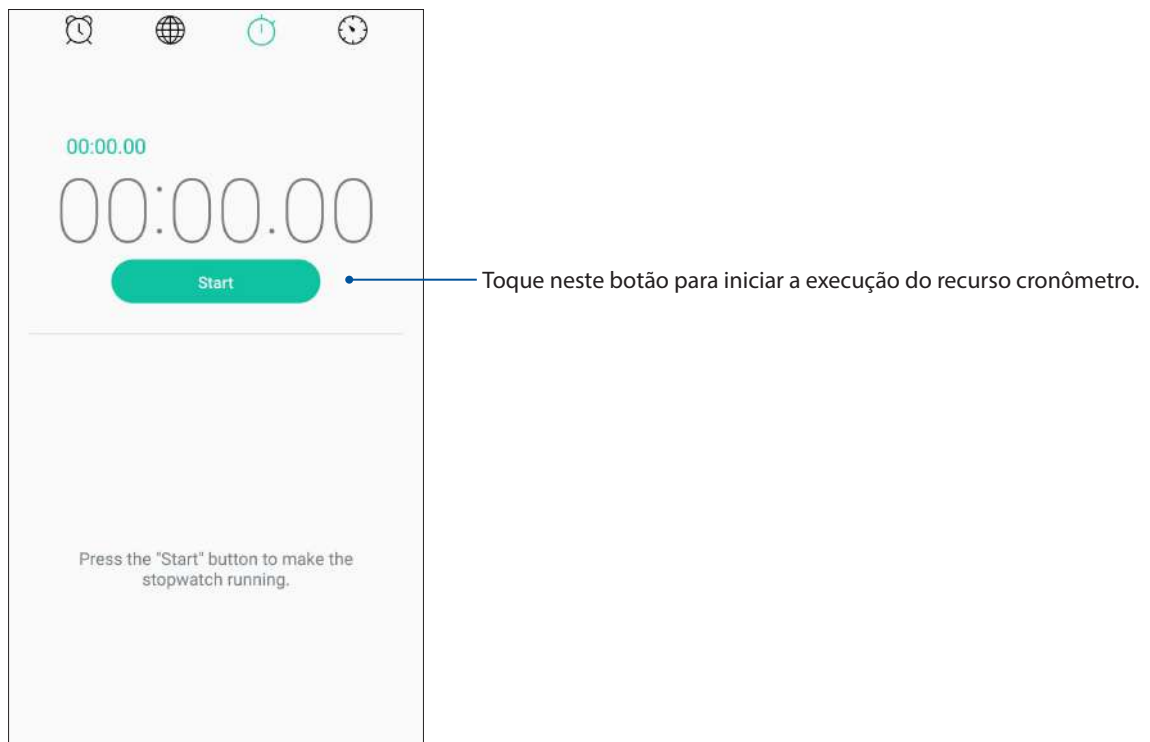 00:00.00
00:00.00
Start
Toque neste botão para iniciar a execução do recurso cronômetro.
Press the "Start" button to make the
stopwatch running.